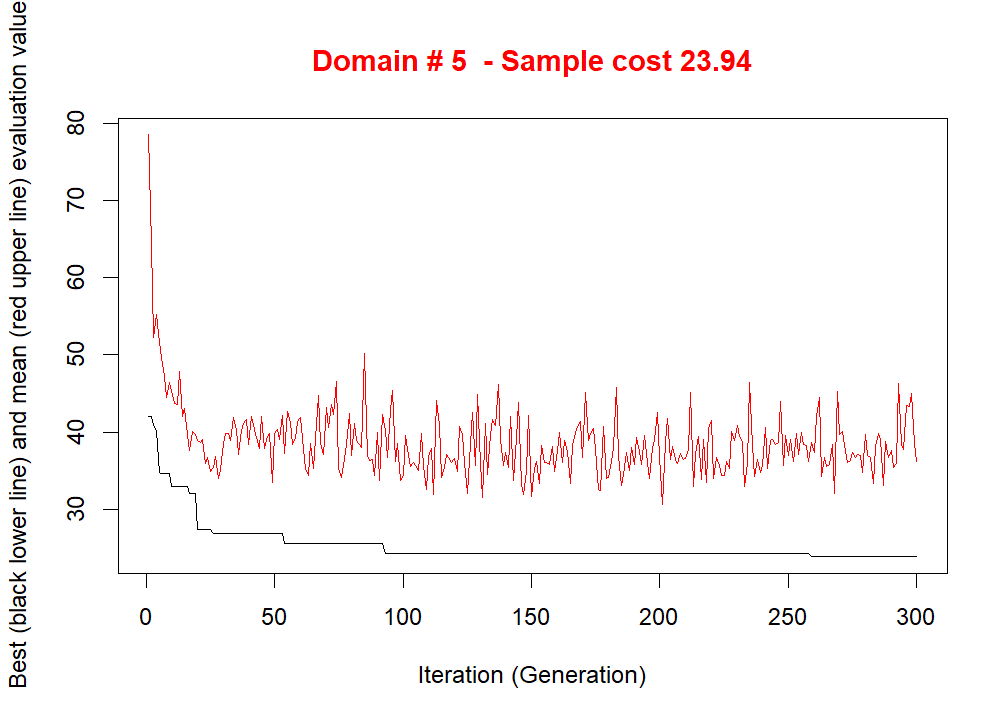 Domain # 5  - Sample cost 23.94
Best (black lower line) and mean (red upper line) evaluation value
80
70
60
50
40
30
0 50 100 150 200 250 300
Iteration (Generation)